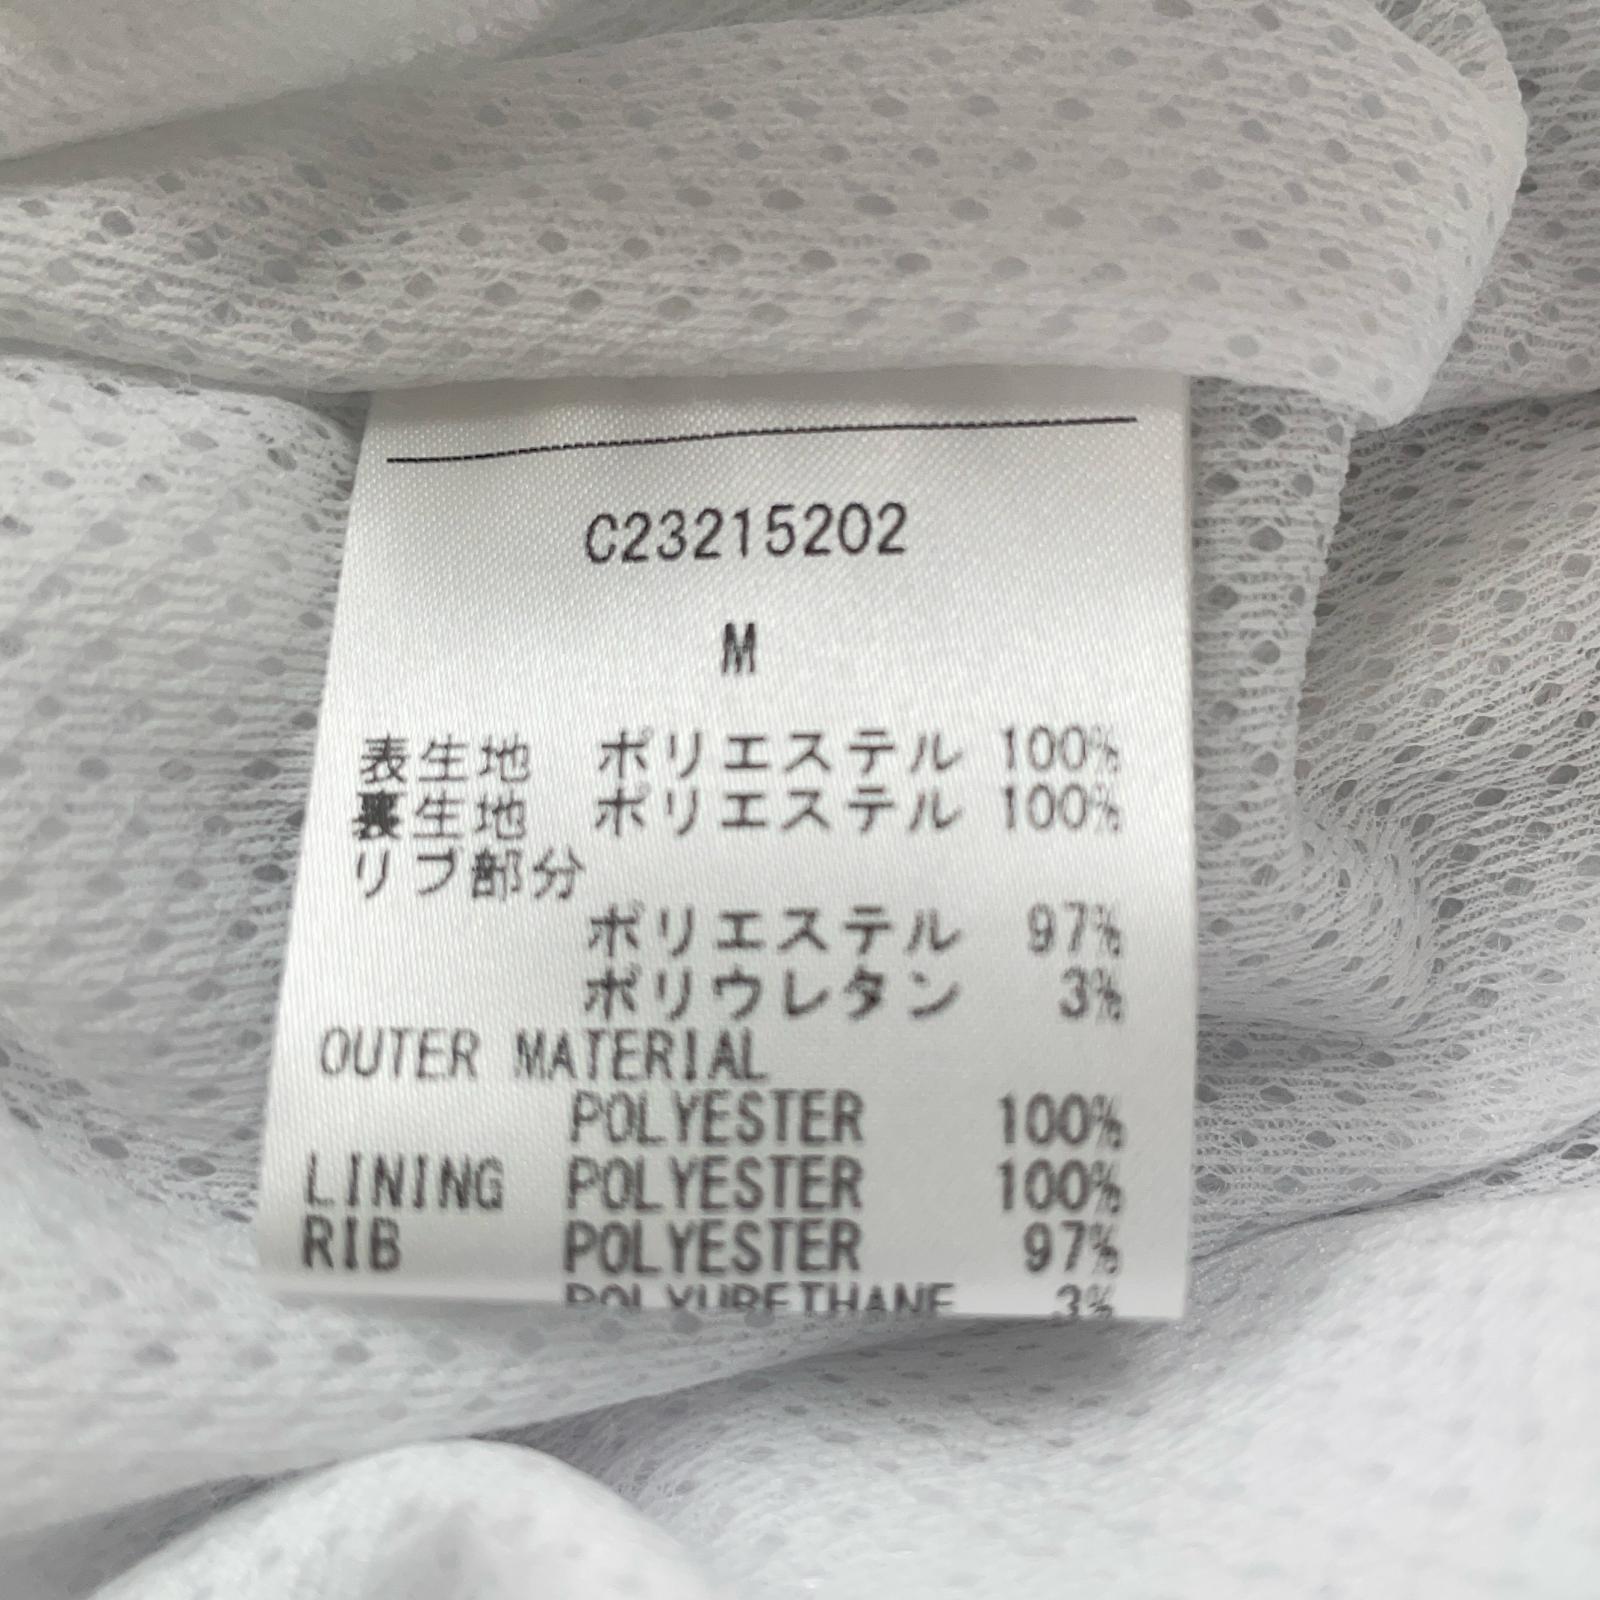 C23215202
M
表生地 ポリエステル 100%
裏生地 ポリエステル 100%
リブ部分
ポリエステル 97%
ポリウレタン 3%
OUTER MATERIAL
POLYESTER 100%
LINING POLYESTER 100%
RIB POLYESTER 97%
POLYURETHANE 3%